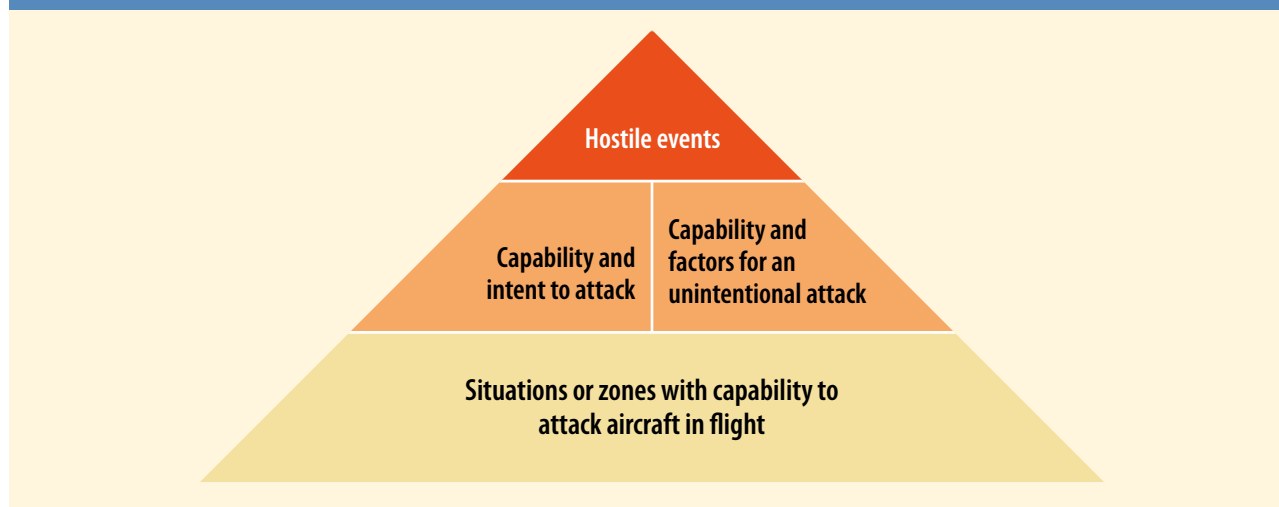 Hostile events
Capability and
intent to attack
Capability and
factors for an
unintentional attack
Situations or zones with capability to
attack aircraft in flight